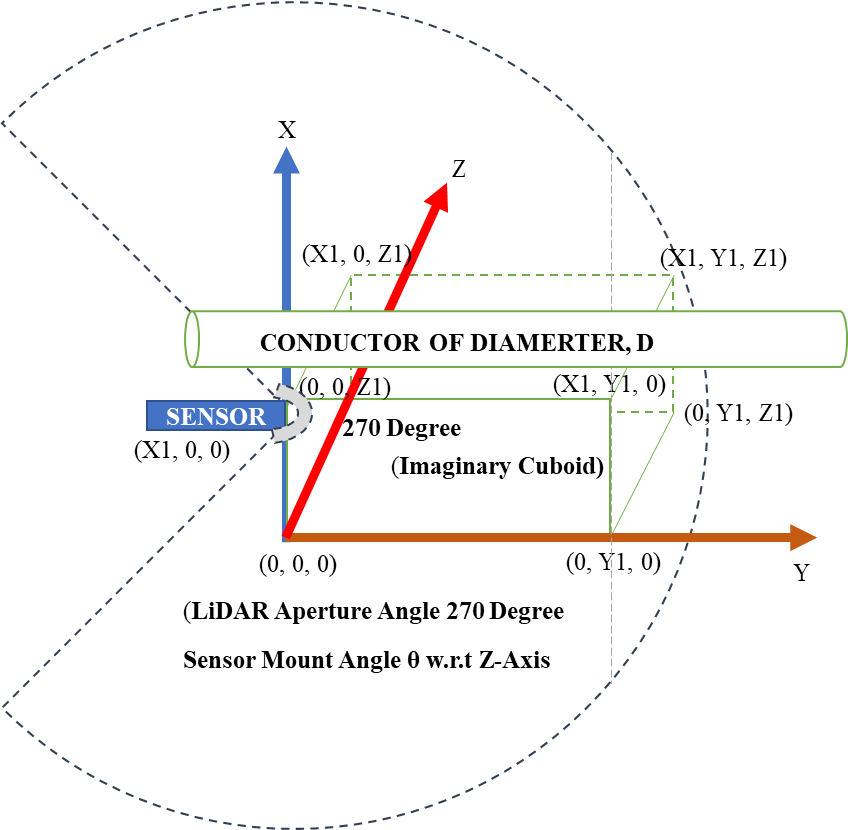 X
Z
(X1, 0, Z1)
(X1, Y1, Z1)
CONDUCTOR OF DIAMERTER, D
(0, 0, Z1)
(X1, Y1, 0)
SENSOR
(0, Y1, Z1)
270 Degree
(X1, 0, 0)
(Imaginary Cuboid)
(0, 0, 0)
(0, Y1, 0)
Y
(LiDAR Aperture Angle 270 Degree
Sensor Mount Angle θ w.r.t Z-Axis